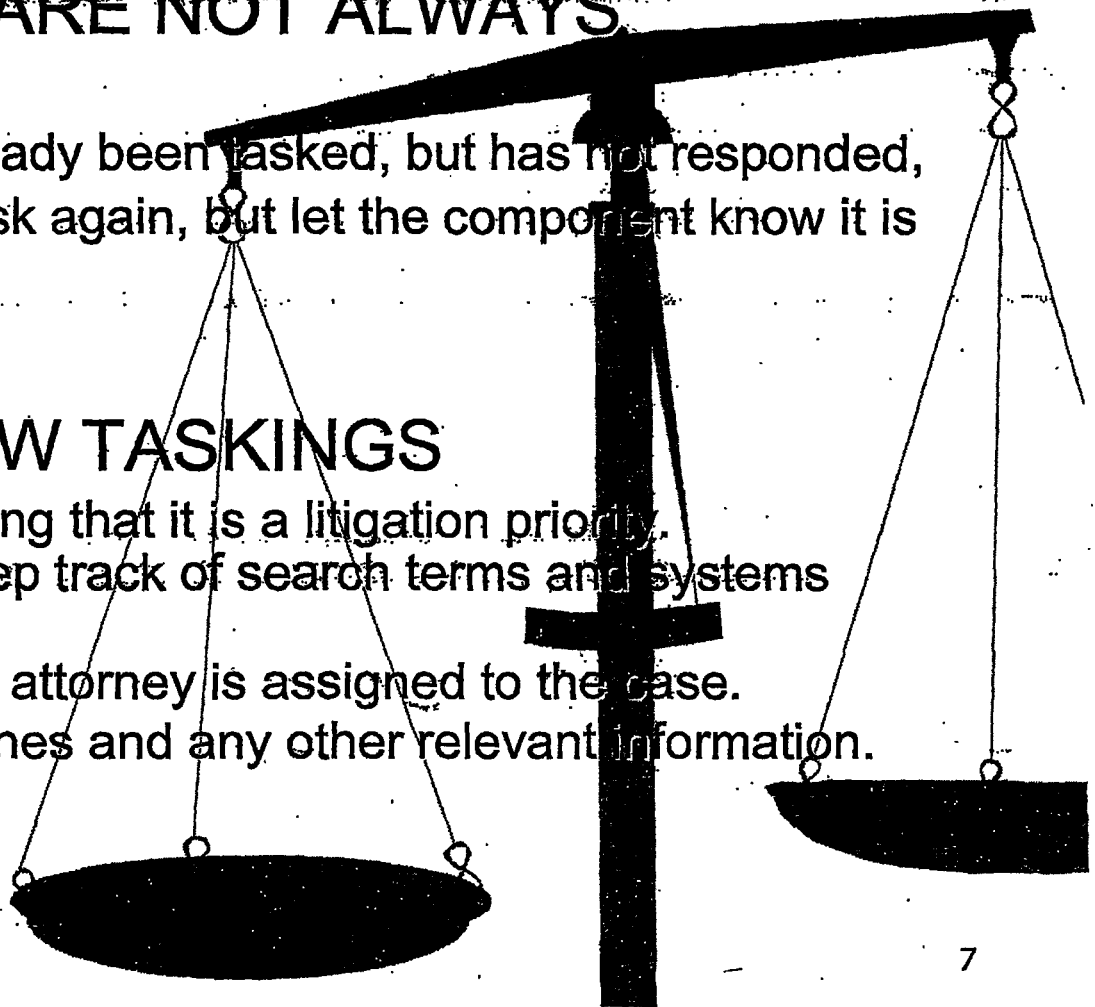 ARE NOT ALWAYS
ady been tasked, but has not responded,
sk again, but let the component know it is
W TASKINGS
ng that it is a litigation priority.
ep track of search terms and systems
attorney is assigned to the case.
nes and any other relevant information.
7